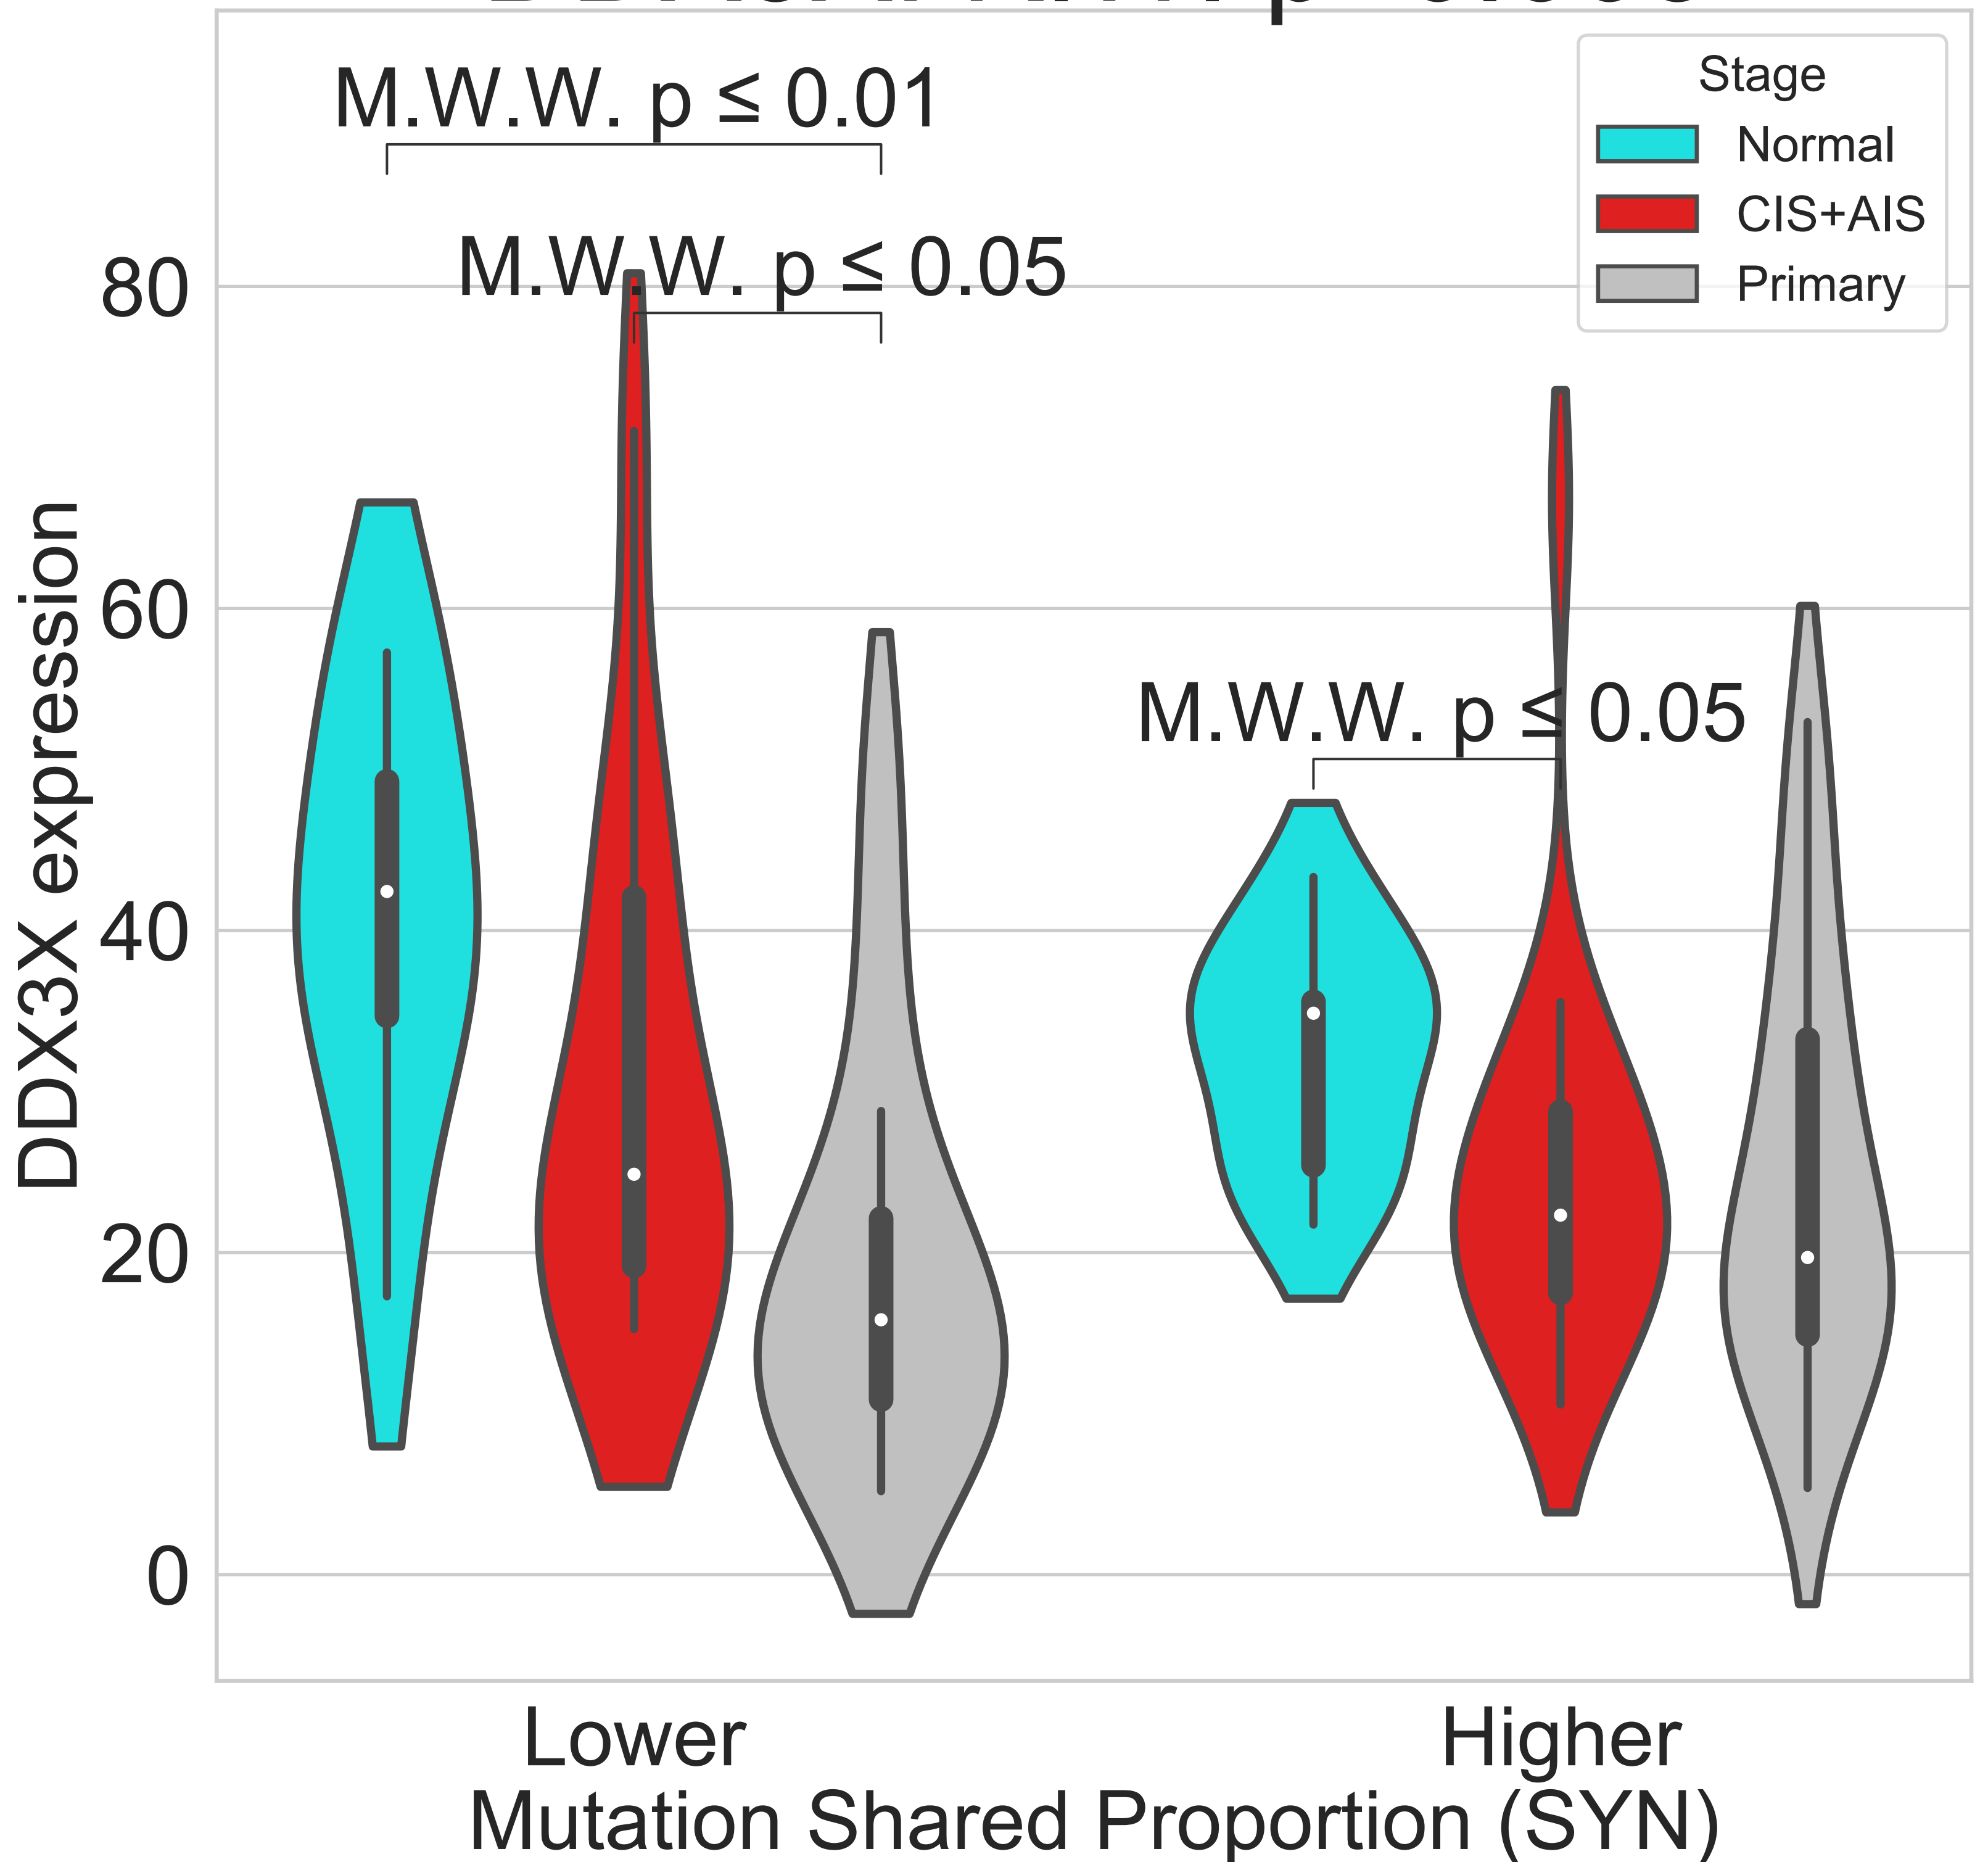 M.W.W. p ≤ 0.01
M.W.W. p ≤ 0.05
M.W.W. p ≤ 0.05
Stage
Normal
CIS+AIS
Primary
DDX3X expression
80
60
40
20
0
Lower
Higher
Mutation Shared Proportion (SYN)